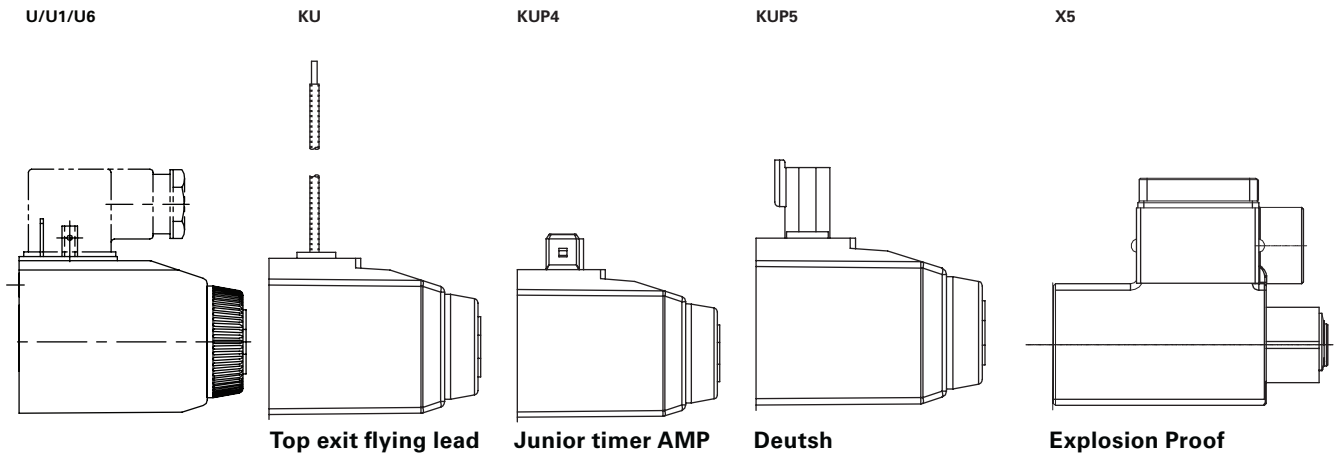 U/U1/U6 KU KUP4 KUP5 X5
Top exit flying lead Junior timer AMP Deutsh Explosion Proof